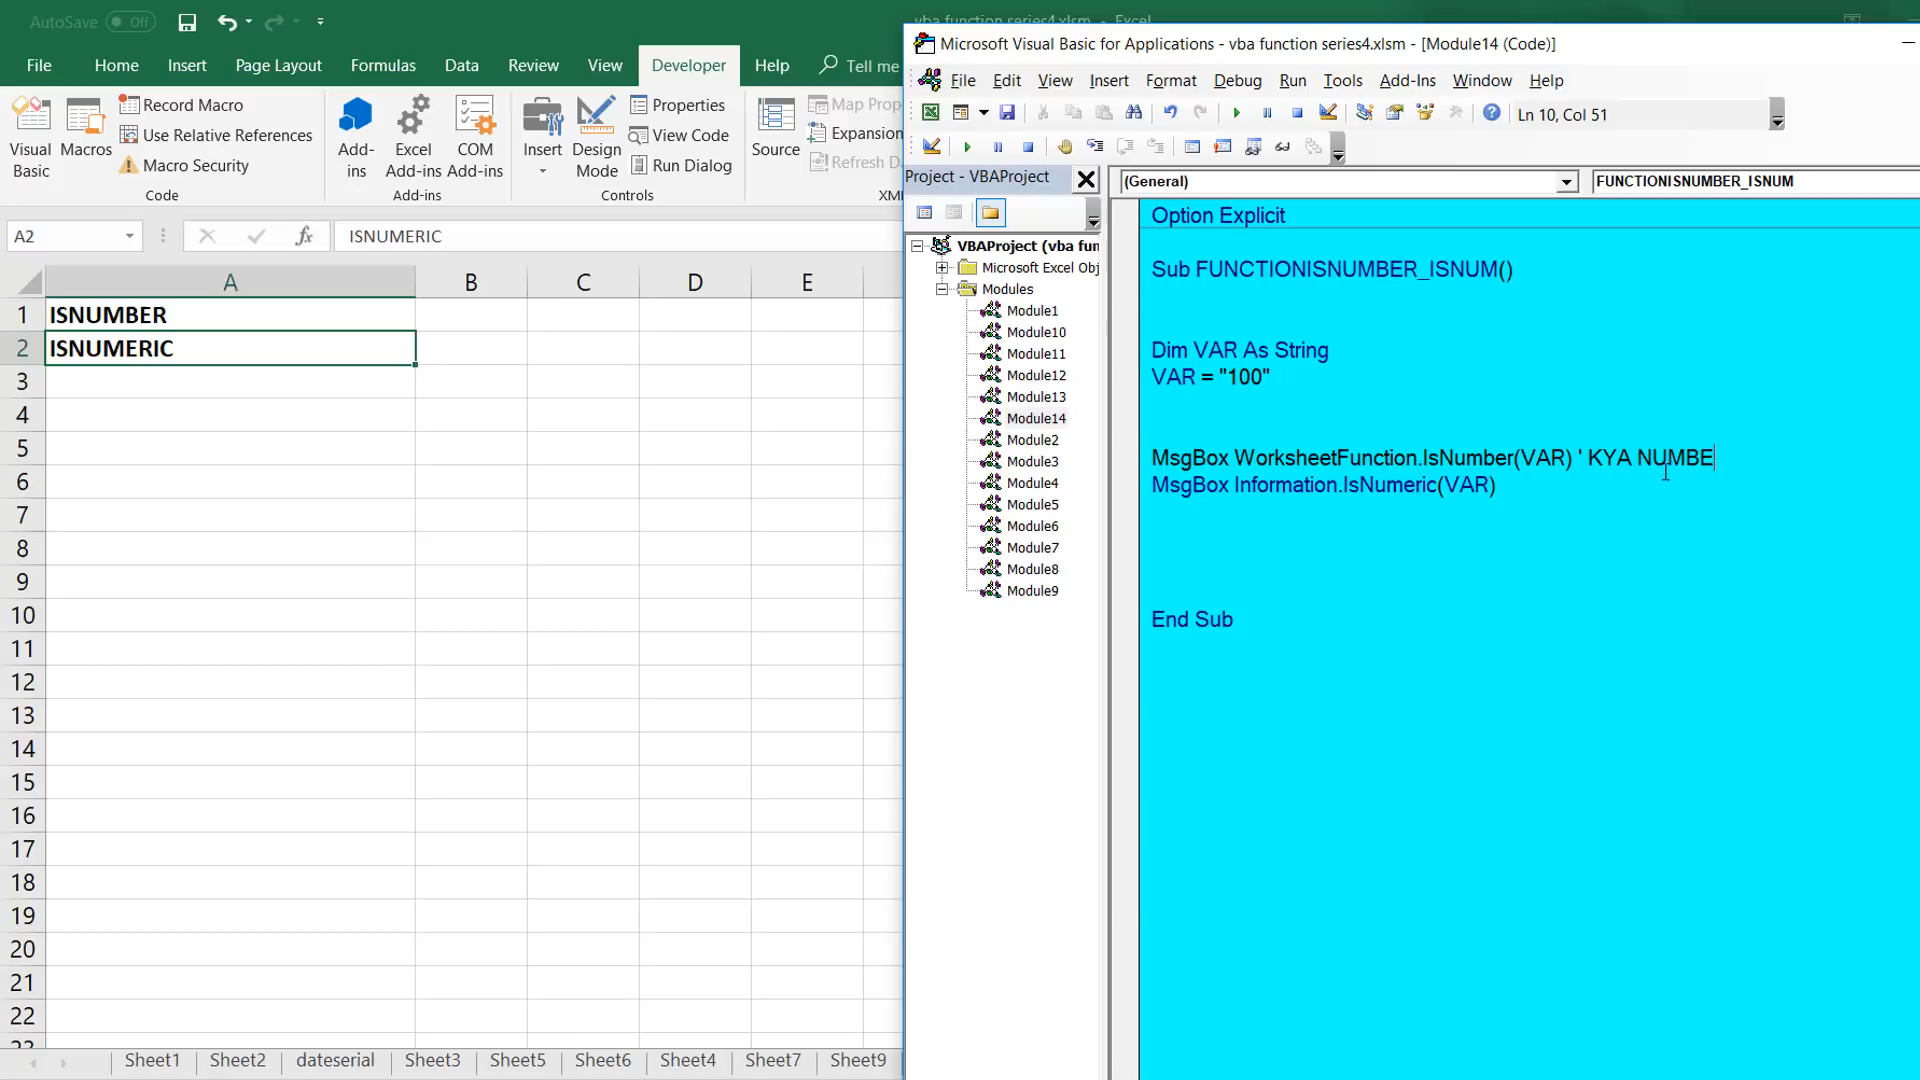 AutoSave Off
vba function series4.xlsm - Excel
File Home Insert Page Layout Formulas Data Review View Developer Help Tell me
Visual Basic
Macros
Record Macro
Use Relative References
Macro Security
Code
Add-ins
Excel Add-ins
COM Add-ins
Add-ins
Insert
Design Mode
Properties
View Code
Run Dialog
Controls
Source
Map Prop
Expansion
Refresh D
XM
A2
fx
ISNUMERIC
A B C D E
1 ISNUMBER
2 ISNUMERIC
3
4
5
6
7
8
9
10
11
12
13
14
15
16
17
18
19
20
21
22
23
Sheet1 Sheet2 dateserial Sheet3 Sheet5 Sheet6 Sheet4 Sheet7 Sheet9
Microsoft Visual Basic for Applications - vba function series4.xlsm - [Module14 (Code)]
File Edit View Insert Format Debug Run Tools Add-Ins Window Help
Ln 10, Col 51
Project - VBAProject
VBAProject (vba fun
Microsoft Excel Obj
Modules
Module1
Module10
Module11
Module12
Module13
Module14
Module2
Module3
Module4
Module5
Module6
Module7
Module8
Module9
(General)
FUNCTIONISNUMBER_ISNUM
Option Explicit
Sub FUNCTIONISNUMBER_ISNUM()
Dim VAR As String
VAR = "100"
MsgBox WorksheetFunction.IsNumber(VAR) ' KYA NUMBE
MsgBox Information.IsNumeric(VAR)
End Sub